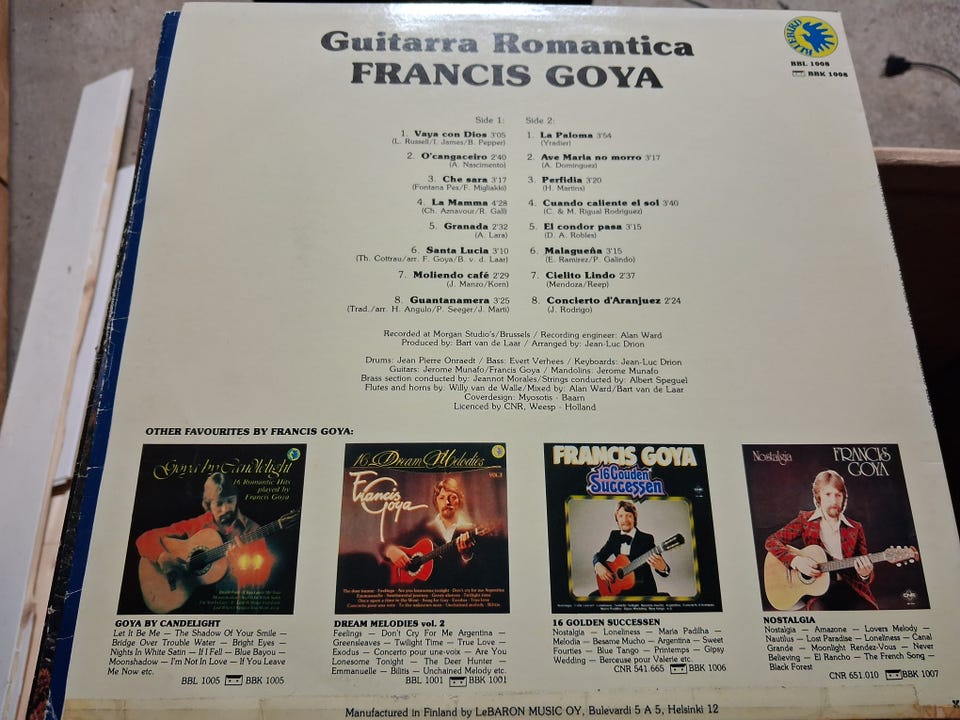 Guitarra Romantica
FRANCIS GOYA
BLUEBIRD
BBL 1008
BBK 1008
Side 1:
1. Vaya con Dios 3'05
(L. Russell/I. James/B. Pepper)
2. O'cangaceiro 2'40
(A. Nascimento)
3. Che sara 3'17
(Fontana Pes/F. Migliakki)
4. La Mamma 4'28
(Ch. Aznavour/R. Gall)
5. Granada 2'32
(A. Lara)
6. Santa Lucia 3'10
(Th. Cottrau/arr. F. Goya/B. v. d. Laar)
7. Moliendo café 2'29
(J. Manzo/Korn)
8. Guantanamera 3'25
(Trad./arr. H. Angulo/P. Seeger/J. Marti)
Side 2:
1. La Paloma 3'54
(Yradier)
2. Ave Maria no morro 3'17
(A. Dominguez)
3. Perfidia 3'20
(H. Martins)
4. Cuando caliente el sol 3'40
(C. & M. Rigual Rodriguez)
5. El condor pasa 3'15
(D. A. Robles)
6. Malagueña 3'15
(E. Ramirez/P. Galindo)
7. Cielito Lindo 2'37
(Mendoza/Reep)
8. Concierto d'Aranjuez 2'24
(J. Rodrigo)
Recorded at Morgan Studio's/Brussels / Recording engineer: Alan Ward
Produced by: Bart van de Laar / Arranged by: Jean-Luc Drion
Drums: Jean Pierre Onraedt / Bass: Evert Verhees / Keyboards: Jean-Luc Drion
Guitars: Jerome Munafo/Francis Goya / Mandolins: Jerome Munafo
Brass section conducted by: Jeannot Morales/Strings conducted by: Albert Speguel
Flutes and horns by: Willy van de Walle/Mixed by: Alan Ward/Bart van de Laar
Coverdesign: Myosotis - Baarn
Licenced by CNR, Weesp - Holland
OTHER FAVOURITES BY FRANCIS GOYA:
Goya by Candlelight
16 Romantic Hits
played by
Francis Goya
GOYA BY CANDELIGHT
Let It Be Me — The Shadow Of Your Smile —
Bridge Over Trouble Water — Bright Eyes —
Nights In White Satin — If I Fell — Blue Bayou —
Moonshadow — I'm Not In Love — If You Leave
Me Now etc.
BBL 1005 BBK 1005
16 Dream Melodies
VOL.2
Francis
Goya
DREAM MELODIES vol. 2
Feelings — Don't Cry For Me Argentina —
Greensleaves — Twilight Time — True Love —
Exodus — Concerto pour une voix — Are You
Lonesome Tonight — The Deer Hunter —
Emmanuelle — Bilitis — Unchained Melody etc.
BBL 1001 BBK 1001
FRANCIS GOYA
16 Gouden
Successen
16 GOLDEN SUCCESSEN
Nostalgia — Loneliness — Maria Padilha —
Melodia — Besame Mucho — Argentina — Sweet
Fourties — Blue Tango — Printemps — Gipsy
Wedding — Berceuse pour Valerie etc.
CNR 541.665 BBK 1006
Nostalgia
FRANCIS
GOYA
CNR
NOSTALGIA
Nostalgia — Amazone — Lovers Melody —
Nautilus — Lost Paradise — Loneliness — Canal
Grande — Moonlight Rendez-Vous — Never
Believing — El Rancho — The French Song —
Black Forest
CNR 651.010 BBK 1007
Manufactured in Finland by LeBARON MUSIC OY, Bulevardi 5 A 5, Helsinki 12